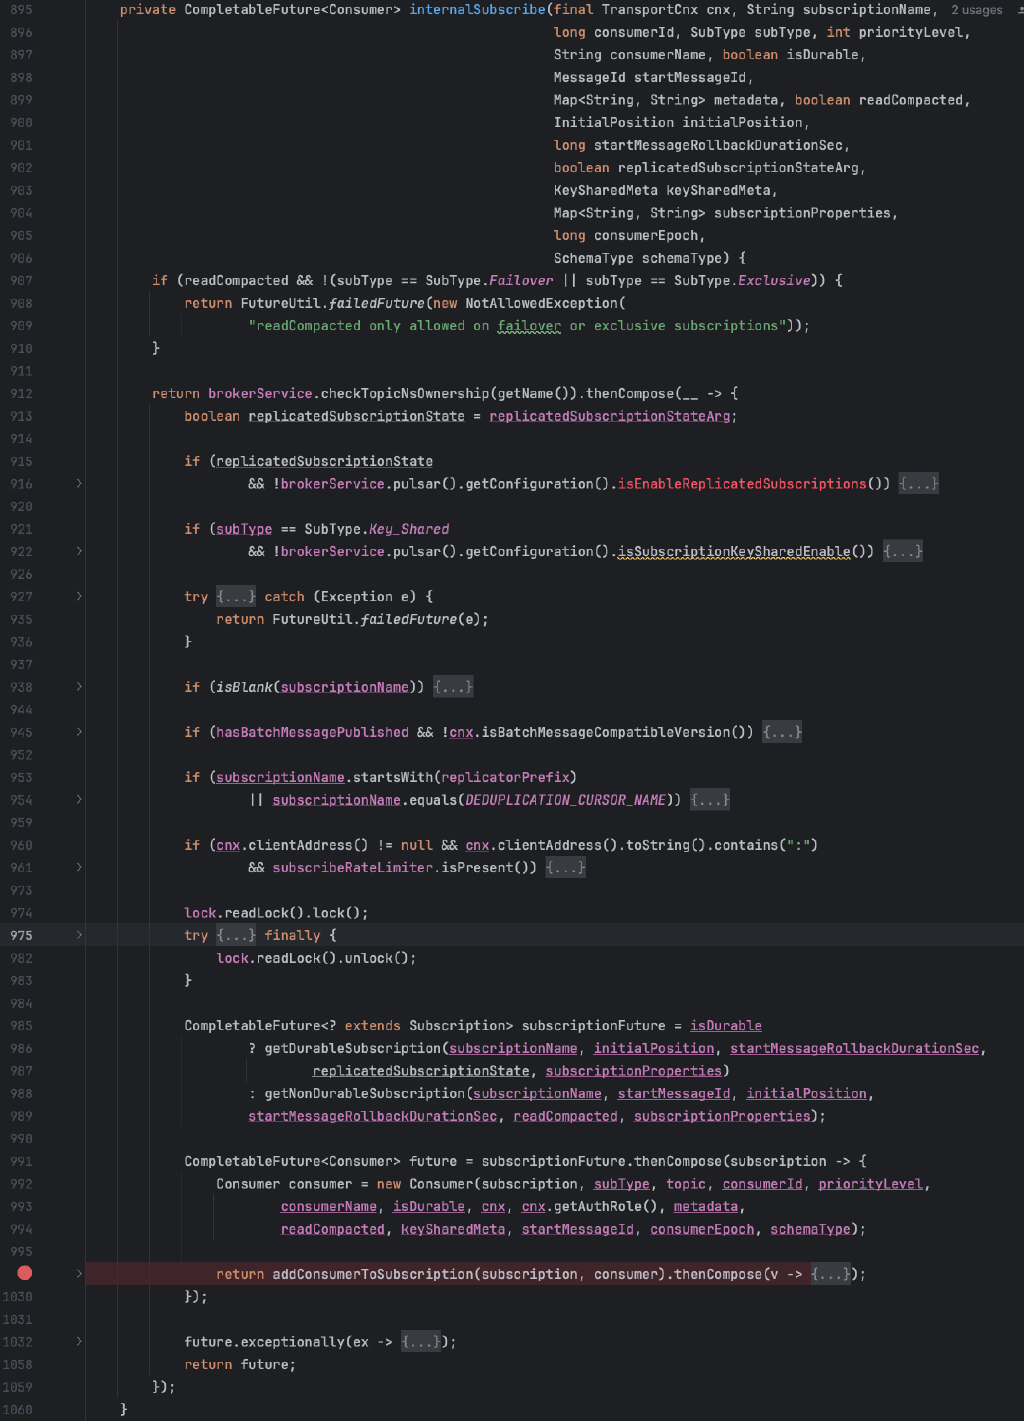 895 private CompletableFuture<Consumer> internalSubscribe(final TransportCnx cnx, String subscriptionName, 2 usages
896 long consumerId, SubType subType, int priorityLevel,
897 String consumerName, boolean isDurable,
898 MessageId startMessageId,
899 Map<String, String> metadata, boolean readCompacted,
900 InitialPosition initialPosition,
901 long startMessageRollbackDurationSec,
902 boolean replicatedSubscriptionStateArg,
903 KeySharedMeta keySharedMeta,
904 Map<String, String> subscriptionProperties,
905 long consumerEpoch,
906 SchemaType schemaType) {
907 if (readCompacted && !(subType == SubType.Failover || subType == SubType.Exclusive)) {
908 return FutureUtil.failedFuture(new NotAllowedException(
909 "readCompacted only allowed on failover or exclusive subscriptions"));
910 }
911
912 return brokerService.checkTopicNsOwnership(getName()).thenCompose(__ -> {
913 boolean replicatedSubscriptionState = replicatedSubscriptionStateArg;
914
915 if (replicatedSubscriptionState
916 && !brokerService.pulsar().getConfiguration().isEnableReplicatedSubscriptions()) {...}
920
921 if (subType == SubType.Key_Shared
922 && !brokerService.pulsar().getConfiguration().isSubscriptionKeySharedEnable()) {...}
926
927 try {...} catch (Exception e) {
935 return FutureUtil.failedFuture(e);
936 }
937
938 if (isBlank(subscriptionName)) {...}
944
945 if (hasBatchMessagePublished && !cnx.isBatchMessageCompatibleVersion()) {...}
952
953 if (subscriptionName.startsWith(replicatorPrefix)
954 || subscriptionName.equals(DEDUPLICATION_CURSOR_NAME)) {...}
959
960 if (cnx.clientAddress() != null && cnx.clientAddress().toString().contains(":")
961 && subscribeRateLimiter.isPresent()) {...}
973
974 lock.readLock().lock();
975 try {...} finally {
982 lock.readLock().unlock();
983 }
984
985 CompletableFuture<? extends Subscription> subscriptionFuture = isDurable
986 ? getDurableSubscription(subscriptionName, initialPosition, startMessageRollbackDurationSec,
987 replicatedSubscriptionState, subscriptionProperties)
988 : getNonDurableSubscription(subscriptionName, startMessageId, initialPosition,
989 startMessageRollbackDurationSec, readCompacted, subscriptionProperties);
990
991 CompletableFuture<Consumer> future = subscriptionFuture.thenCompose(subscription -> {
992 Consumer consumer = new Consumer(subscription, subType, topic, consumerId, priorityLevel,
993 consumerName, isDurable, cnx, cnx.getAuthRole(), metadata,
994 readCompacted, keySharedMeta, startMessageId, consumerEpoch, schemaType);
995
return addConsumerToSubscription(subscription, consumer).thenCompose(v -> {...});
1030 });
1031
1032 future.exceptionally(ex -> {...});
1058 return future;
1059 });
1060 }